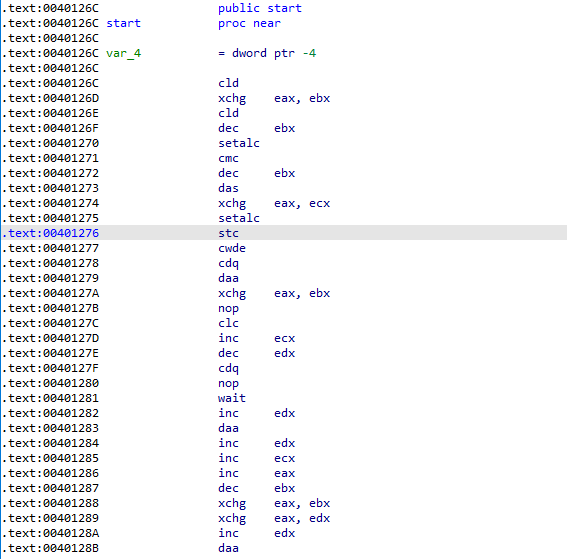 .text:0040126C public start
.text:0040126C start proc near
.text:0040126C
.text:0040126C var_4 = dword ptr -4
.text:0040126C
.text:0040126C cld
.text:0040126D xchg eax, ebx
.text:0040126E cld
.text:0040126F dec ebx
.text:00401270 setalc
.text:00401271 cmc
.text:00401272 dec ebx
.text:00401273 das
.text:00401274 xchg eax, ecx
.text:00401275 setalc
.text:00401276 stc
.text:00401277 cwde
.text:00401278 cdq
.text:00401279 daa
.text:0040127A xchg eax, ebx
.text:0040127B nop
.text:0040127C clc
.text:0040127D inc ecx
.text:0040127E dec edx
.text:0040127F cdq
.text:00401280 nop
.text:00401281 wait
.text:00401282 inc edx
.text:00401283 daa
.text:00401284 inc edx
.text:00401285 inc ecx
.text:00401286 inc eax
.text:00401287 dec ebx
.text:00401288 xchg eax, ebx
.text:00401289 xchg eax, edx
.text:0040128A inc edx
.text:0040128B daa